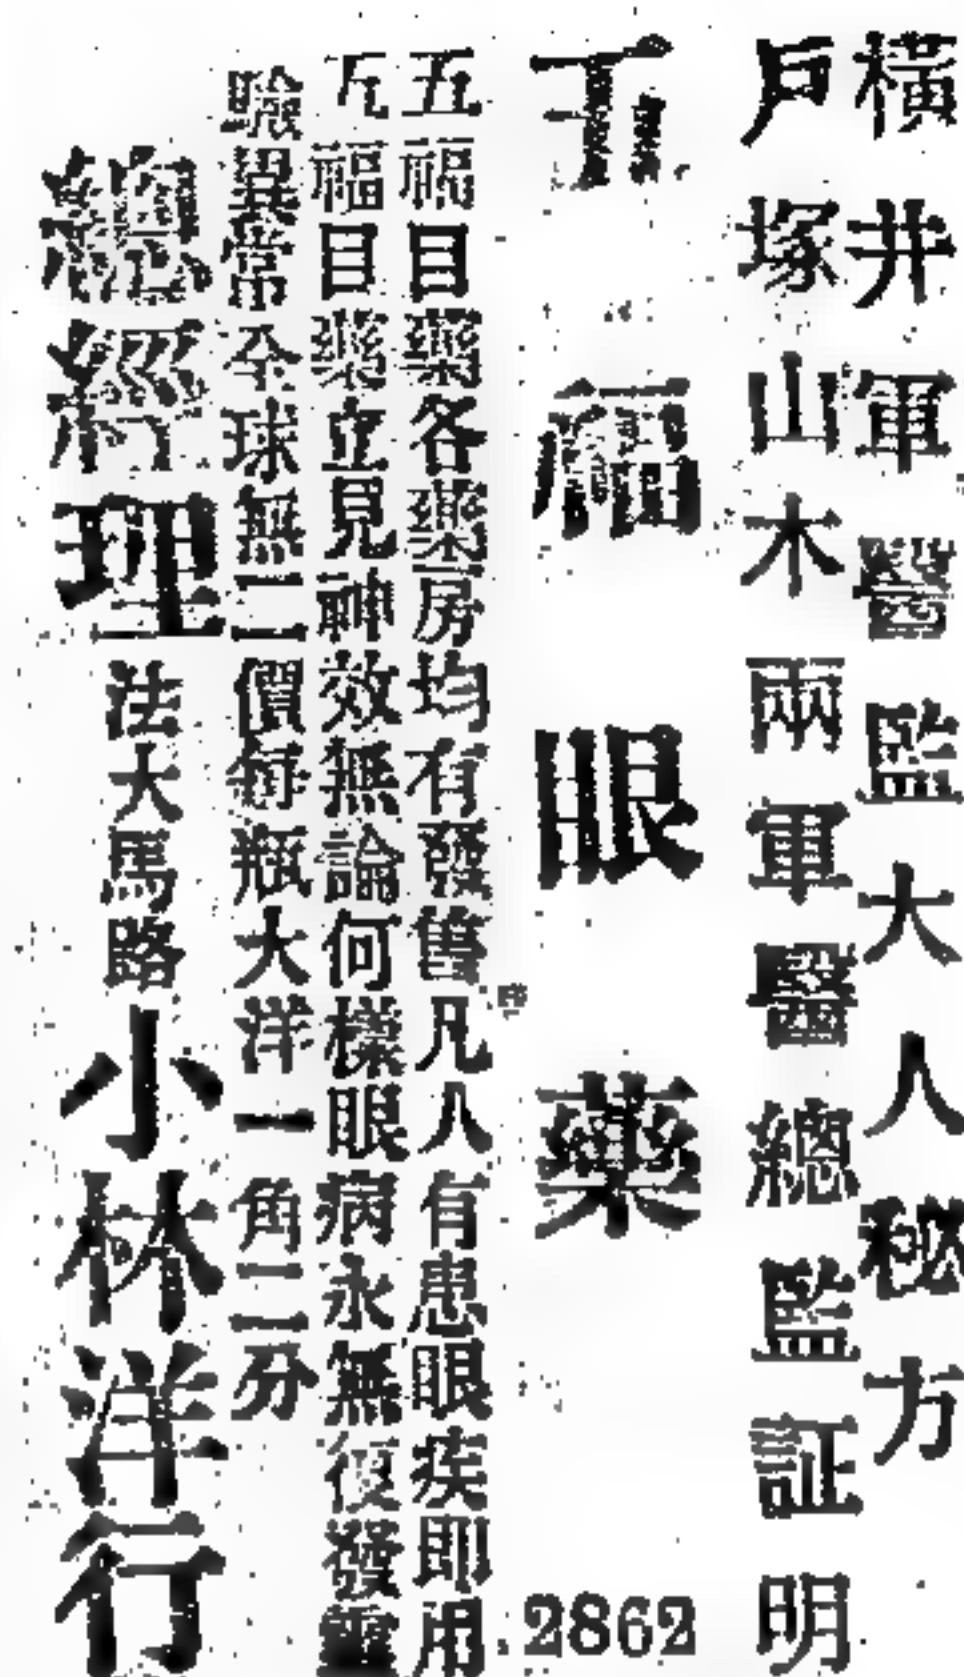 橫井軍醫監大人秘方
戶塚山木兩軍醫總監証明
五福眼藥
2862
五福目藥各藥房均有發售凡人有患眼疾即用
五福目藥立見神效無論何樣眼病永無復發靈
驗異常全球無二價每瓶大洋一角二分
總經理法大馬路小林洋行